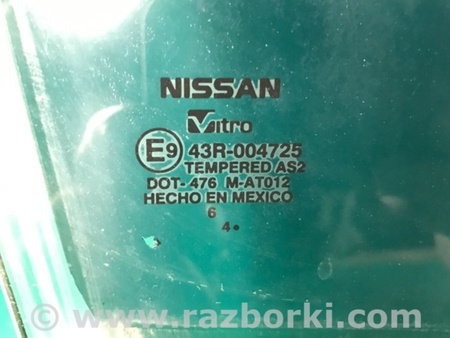 NISSAN
Vitro
E9 43R-004725
TEMPERED AS2
DOT-476 M-AT012
HECHO EN MEXICO
6
4•
© www.razborki.com